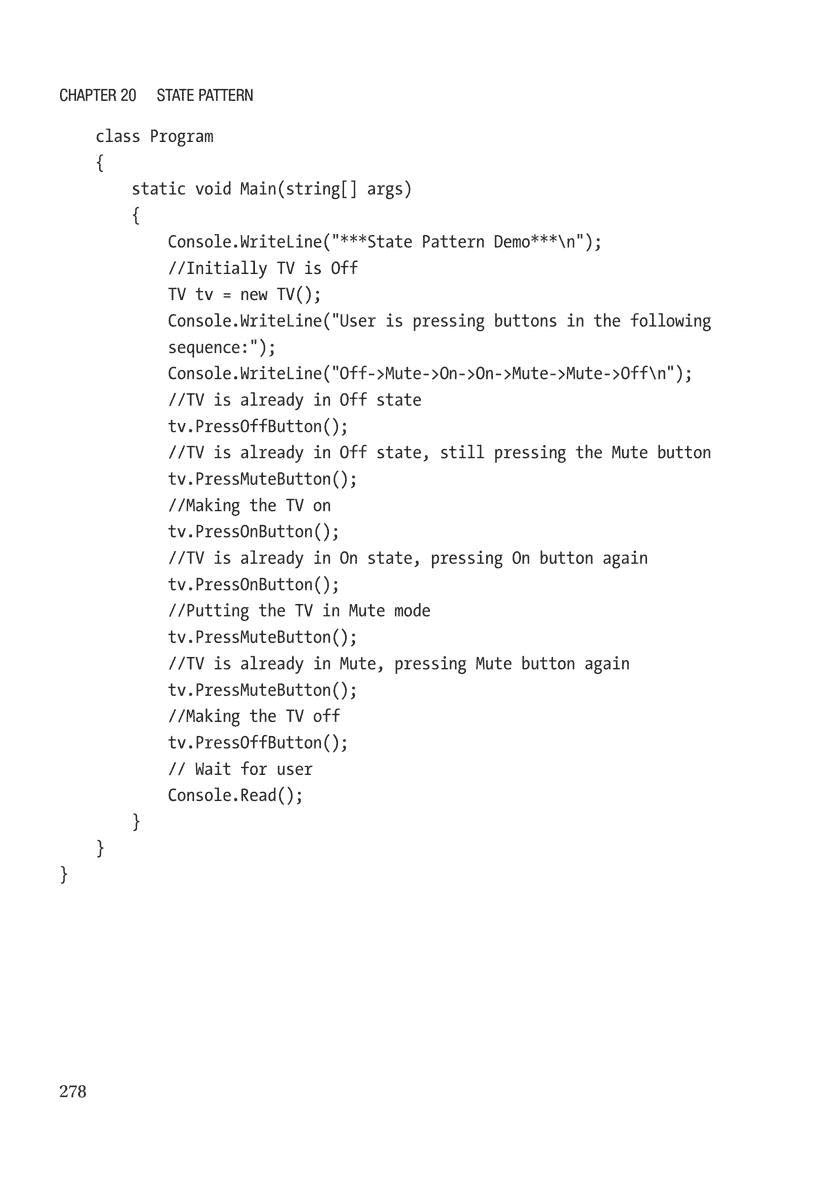 CHAPTER 20 STATE PATTERN
class Program
{
static void Main(string[] args)
{
Console.WriteLine("***State Pattern Demo***\n");
//Initially TV is Off
TV tv = new TV();
Console.WriteLine("User is pressing buttons in the following
sequence:");
Console.WriteLine("Off->Mute->On->On->Mute->Mute->Off\n");
//TV is already in Off state
tv.PressOffButton();
//TV is already in Off state, still pressing the Mute button
tv.PressMuteButton();
//Making the TV on
tv.PressOnButton();
//TV is already in On state, pressing On button again
tv.PressOnButton();
//Putting the TV in Mute mode
tv.PressMuteButton();
//TV is already in Mute, pressing Mute button again
tv.PressMuteButton();
//Making the TV off
tv.PressOffButton();
// Wait for user
Console.Read();
}
}
}
278